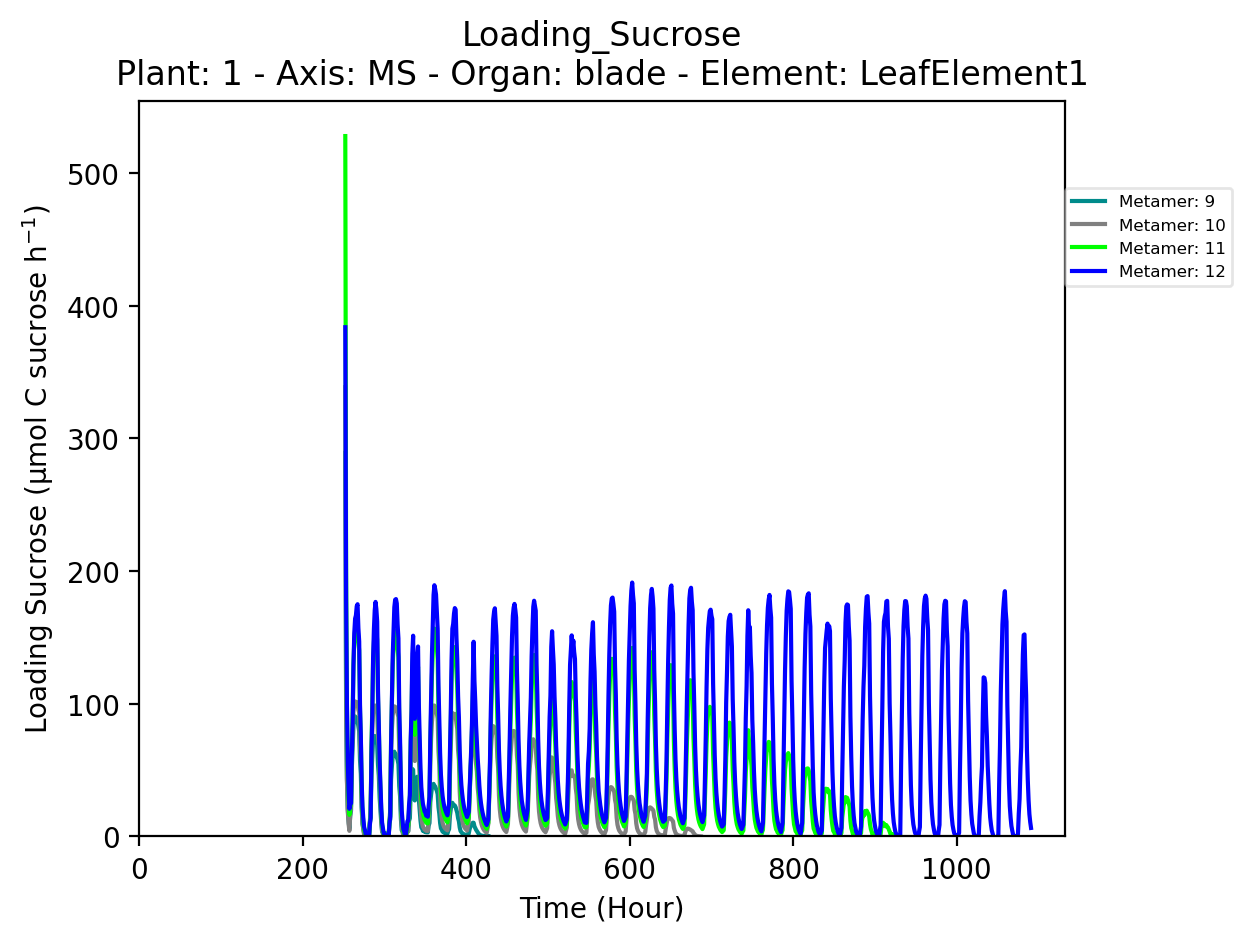 Loading_Sucrose
Plant: 1 - Axis: MS - Organ: blade - Element: LeafElement1
Loading Sucrose (µmol C sucrose h⁻¹)
500
400
300
200
100
0
0 200 400 600 800 1000
Time (Hour)
Metamer: 9
Metamer: 10
Metamer: 11
Metamer: 12